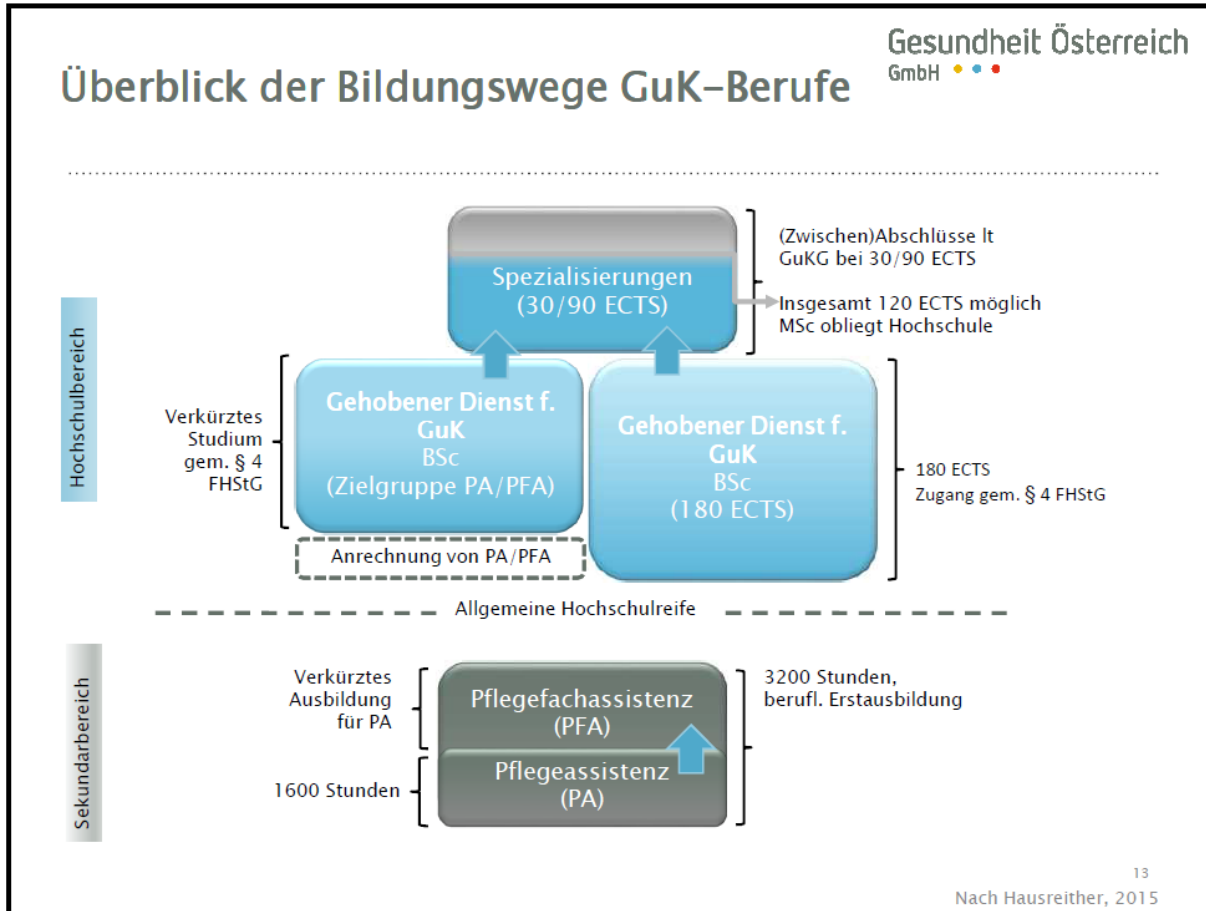 Gesundheit Österreich
GmbH
Überblick der Bildungswege GuK-Berufe
Hochschulbereich
Spezialisierungen
(30/90 ECTS)
(Zwischen)Abschlüsse lt
GuKG bei 30/90 ECTS
Insgesamt 120 ECTS möglich
MSc obliegt Hochschule
Verkürztes
Studium
gem. § 4
FHStG
Gehobener Dienst f.
GuK
BSc
(Zielgruppe PA/PFA)
Anrechnung von PA/PFA
Gehobener Dienst f.
GuK
BSc
(180 ECTS)
180 ECTS
Zugang gem. § 4 FHStG
Allgemeine Hochschulreife
Sekundarbereich
Verkürztes
Ausbildung
für PA
1600 Stunden
Pflegefachassistenz
(PFA)
Pflegeassistenz
(PA)
3200 Stunden,
berufl. Erstausbildung
13
Nach Hausreither, 2015